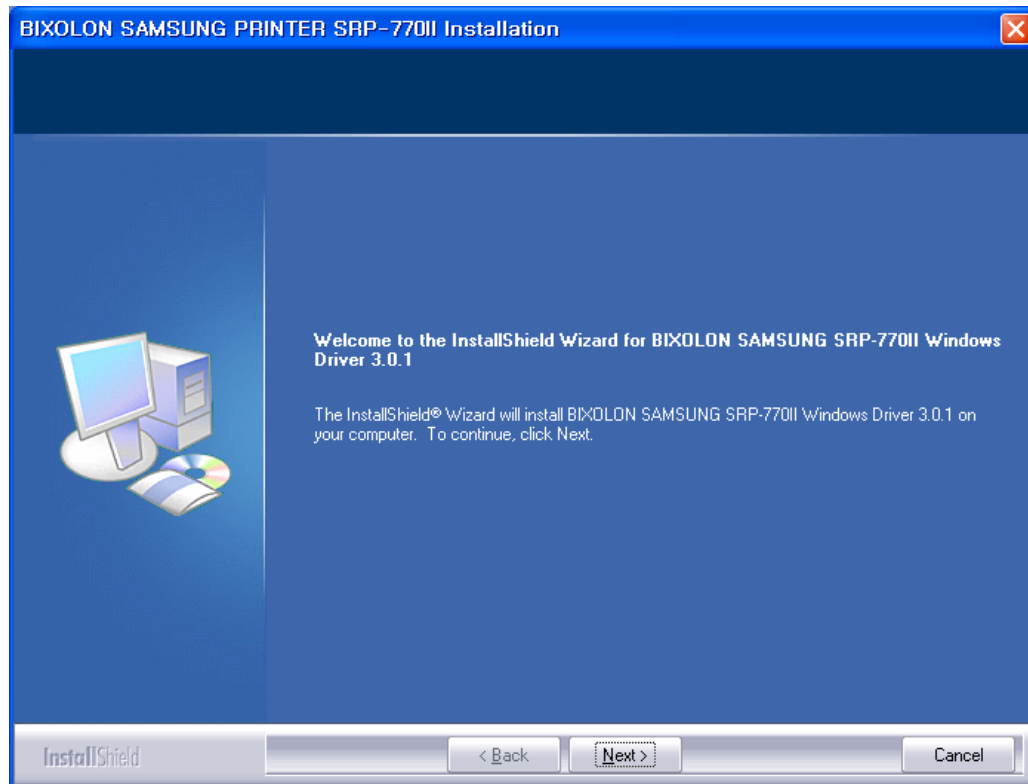 BIXOLON SAMSUNG PRINTER SRP-770II Installation
Welcome to the InstallShield Wizard for BIXOLON SAMSUNG SRP-770II Windows
Driver 3.0.1
The InstallShield® Wizard will install BIXOLON SAMSUNG SRP-770II Windows Driver 3.0.1 on
your computer. To continue, click Next.
InstallShield
< Back
Next >
Cancel